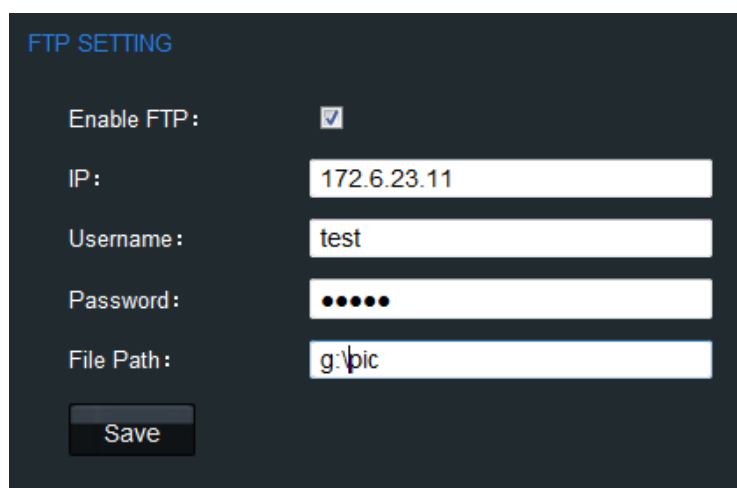 FTP SETTING
Enable FTP:
IP: 172.6.23.11
Username: test
Password: ●●●●●
File Path: g:\pic
Save